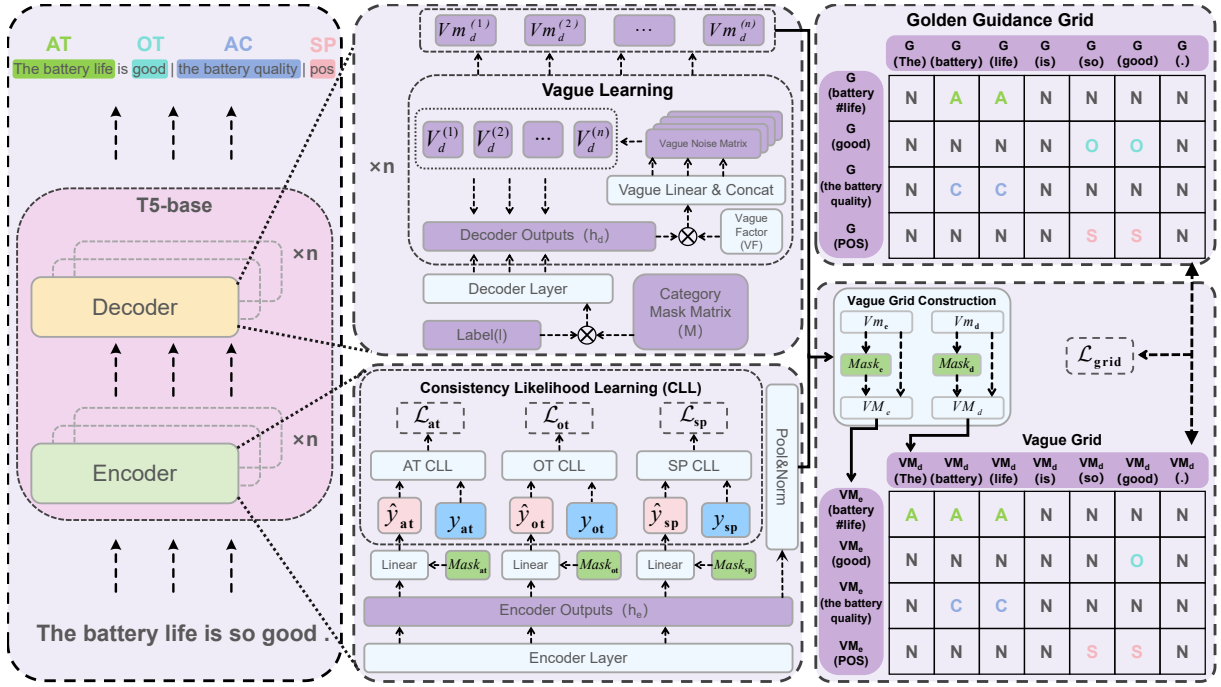 AT OT AC SP
The battery life is good | the battery quality | pos
T5-base
×n
Decoder
×n
Encoder
The battery life is so good .
Vm_d^(1) Vm_d^(2) ... Vm_d^(n)
Vague Learning
V_d^(1) V_d^(2) ... V_d^(n)
Vague Noise Matrix
×n
Vague Linear & Concat
Decoder Outputs (h_d)
Vague
Factor
(VF)
Decoder Layer
Label(l)
Category
Mask Matrix
(M)
Consistency Likelihood Learning (CLL)
ℒ_at ℒ_ot ℒ_sp
AT CLL OT CLL SP CLL
ŷ_at y_at ŷ_ot y_ot ŷ_sp y_sp
Linear Mask_at Linear Mask_ot Linear Mask_sp
Pool&Norm
Encoder Outputs (h_e)
Encoder Layer
Golden Guidance Grid
G G G G G G G
(The) (battery) (life) (is) (so) (good) (.)
G
(battery
#life)
N A A N N N N
G
(good)
N N N N O O N
G
(the battery
quality)
N C C N N N N
G
(POS)
N N N N S S N
Vague Grid Construction
Vm_e Vm_d
Mask_e Mask_d
VM_e VM_d
ℒ_grid
Vague Grid
VM_d VM_d VM_d VM_d VM_d VM_d VM_d
(The) (battery) (life) (is) (so) (good) (.)
VM_e
(battery
#life)
A A A N N N N
VM_e
(good)
N N N N N O N
VM_e
(the battery
quality)
N C C N N N N
VM_e
(POS)
N N N N S S N